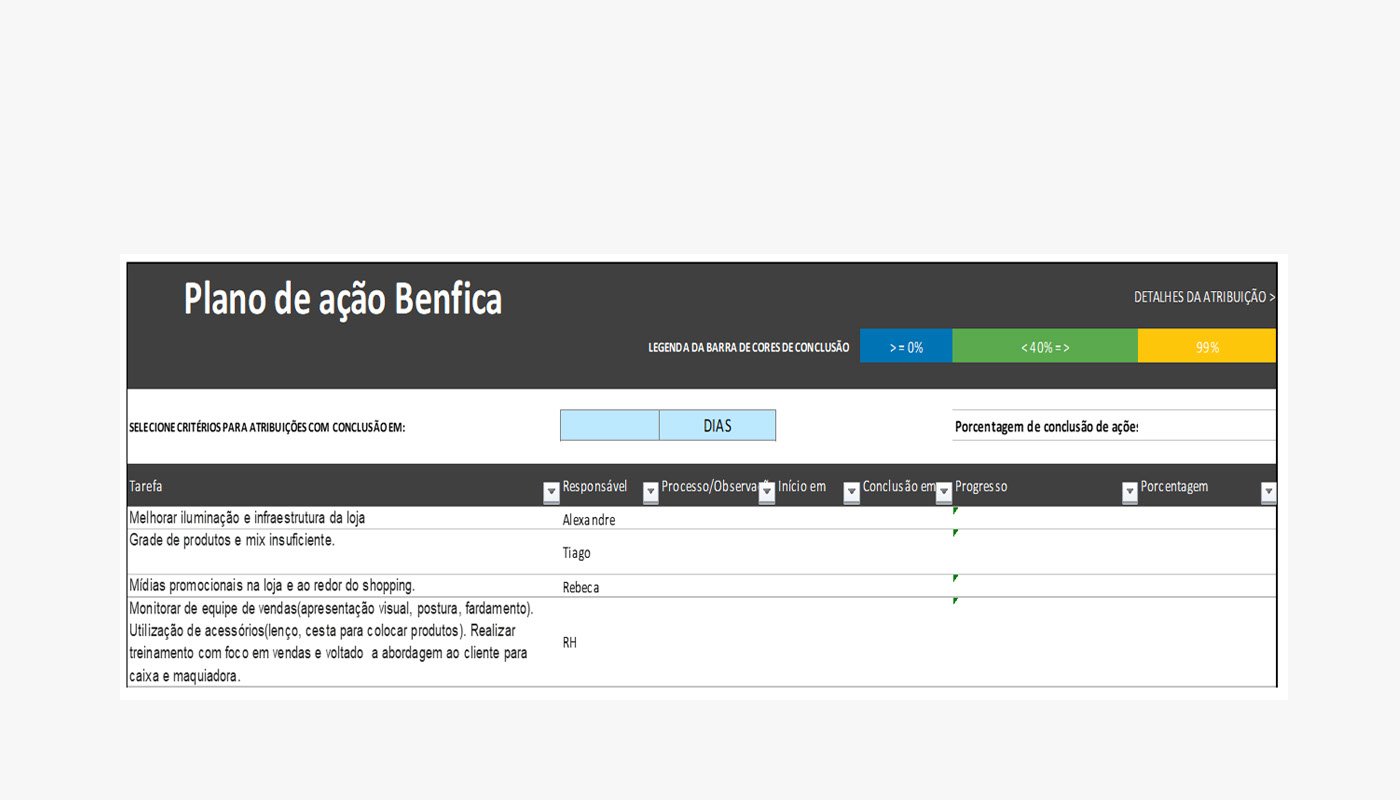 Plano de ação Benfica
DETALHES DA ATRIBUIÇÃO >
LEGENDA DA BARRA DE CORES DE CONCLUSÃO
> = 0%
< 40% = >
99%
SELECIONE CRITÉRIOS PARA ATRIBUIÇÕES COM CONCLUSÃO EM:
DIAS
Porcentagem de conclusão de ações
Tarefa
Responsável
Processo/Observaç
Início em
Conclusão em
Progresso
Porcentagem
Melhorar iluminação e infraestrutura da loja
Alexandre
Grade de produtos e mix insuficiente.
Tiago
Mídias promocionais na loja e ao redor do shopping.
Rebeca
Monitorar de equipe de vendas(apresentação visual, postura, fardamento).
Utilização de acessórios(lenço, cesta para colocar produtos). Realizar
treinamento com foco em vendas e voltado a abordagem ao cliente para
caixa e maquiadora.
RH